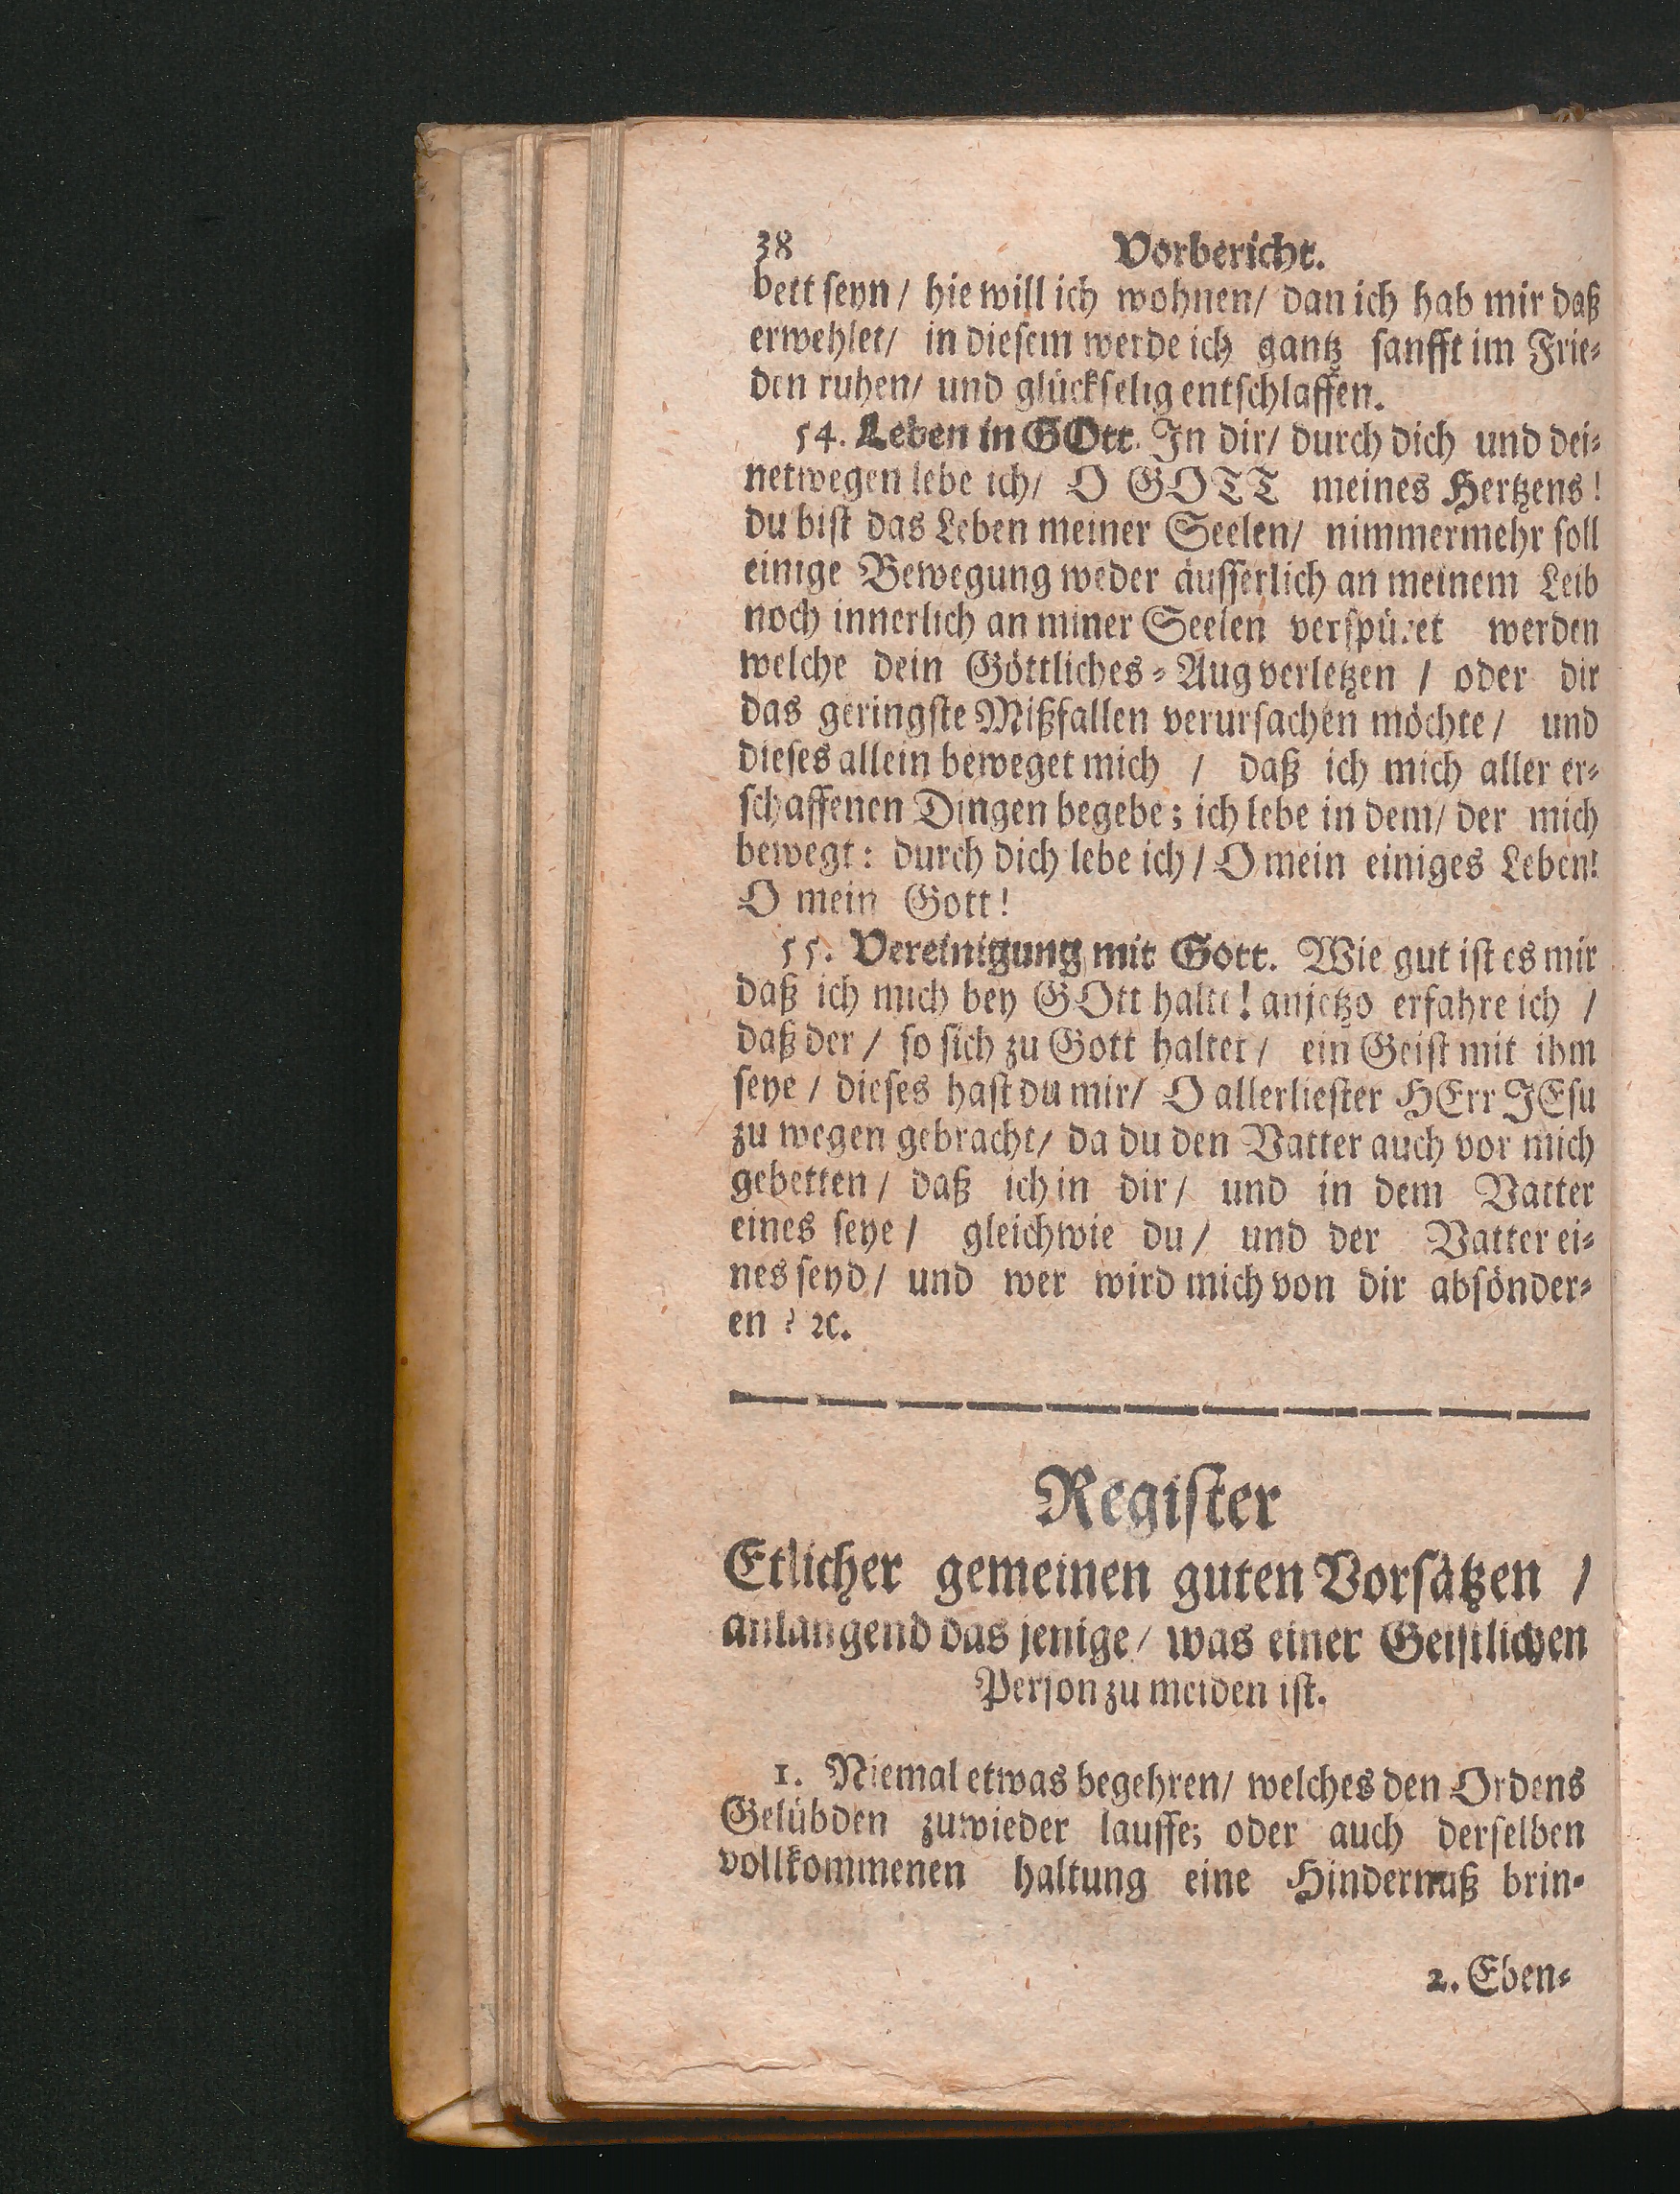 38 Vorbericht.
bett seyn / hie will ich wohnen / dan ich hab mir daß
erwehlet / in diesem werde ich gantz sanfft im Frie-
den ruhen / und glückselig entschlaffen.
54. Leben in GOtt. In dir / durch dich und dei-
netwegen lebe ich / O GOTT meines Hertzens!
du bist das Leben meiner Seelen / nimmermehr soll
einige Bewegung weder äusserlich an meinem Leib
noch innerlich an miner Seelen verspüret werden
welche dein Göttliches-Aug verletzen / oder dir
das geringste Mißfallen verursachen möchte / und
dieses allein beweget mich / daß ich mich aller er-
schaffenen Dingen begebe; ich lebe in dem / der mich
bewegt: durch dich lebe ich / O mein einiges Leben!
O mein Gott!
55. Vereinigung mit Gott. Wie gut ist es mir
daß ich mich bey GOtt halte! anjetzo erfahre ich /
daß der / so sich zu Gott haltet / ein Geist mit ihm
seye / dieses hast du mir / O allerliester HErr JEsu
zu wegen gebracht / da du den Vatter auch vor mich
gebetten / daß ich in dir / und in dem Vatter
eines seye / gleichwie du / und der Vatter ei-
nes seyd / und wer wird mich von dir absönder-
en? ꝛc.
Register
Etlicher gemeinen guten Vorsätzen /
anlangend das jenige / was einer Geistlichen
Person zu meiden ist.
1. Niemal etwas begehren / welches den Ordens
Gelübden zuwieder lauffe; oder auch derselben
vollkommenen haltung eine Hindernuß brin-
2. Eben-